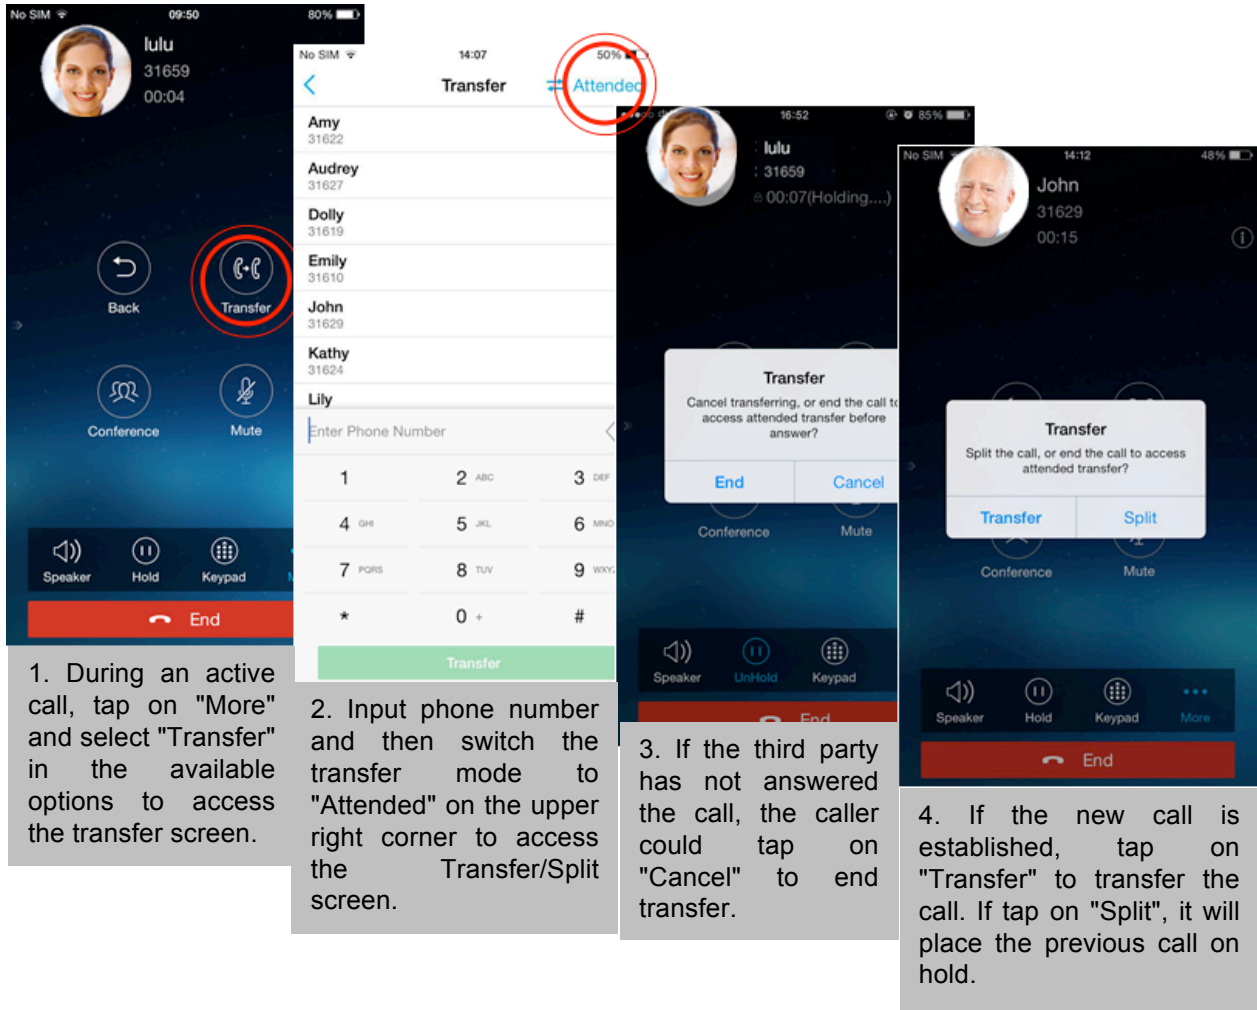 No SIM 09:50 80%
lulu
31659
00:04
Back Transfer
Conference Mute
Speaker Hold Keypad
End
1. During an active
call, tap on "More"
and select "Transfer"
in the available
options to access
the transfer screen.
No SIM 14:07 50%
Transfer Attended
Amy
31622
Audrey
31627
Dolly
31619
Emily
31610
John
31629
Kathy
31624
Lily
Enter Phone Number
1 2 ABC 3 DEF
4 GHI 5 JKL 6 MNO
7 PQRS 8 TUV 9 WXYZ
* 0 + #
Transfer
2. Input phone number
and then switch the
transfer mode to
"Attended" on the upper
right corner to access
the Transfer/Split
screen.
16:52 85%
lulu
31659
00:07(Holding....)
Transfer
Cancel transferring, or end the call to
access attended transfer before
answer?
End Cancel
Conference Mute
Speaker UnHold Keypad
End
3. If the third party
has not answered
the call, the caller
could tap on
"Cancel" to end
transfer.
No SIM 14:12 48%
John
31629
00:15
Transfer
Split the call, or end the call to access
attended transfer?
Transfer Split
Conference Mute
Speaker Hold Keypad More
End
4. If the new call is
established, tap on
"Transfer" to transfer the
call. If tap on "Split", it will
place the previous call on
hold.